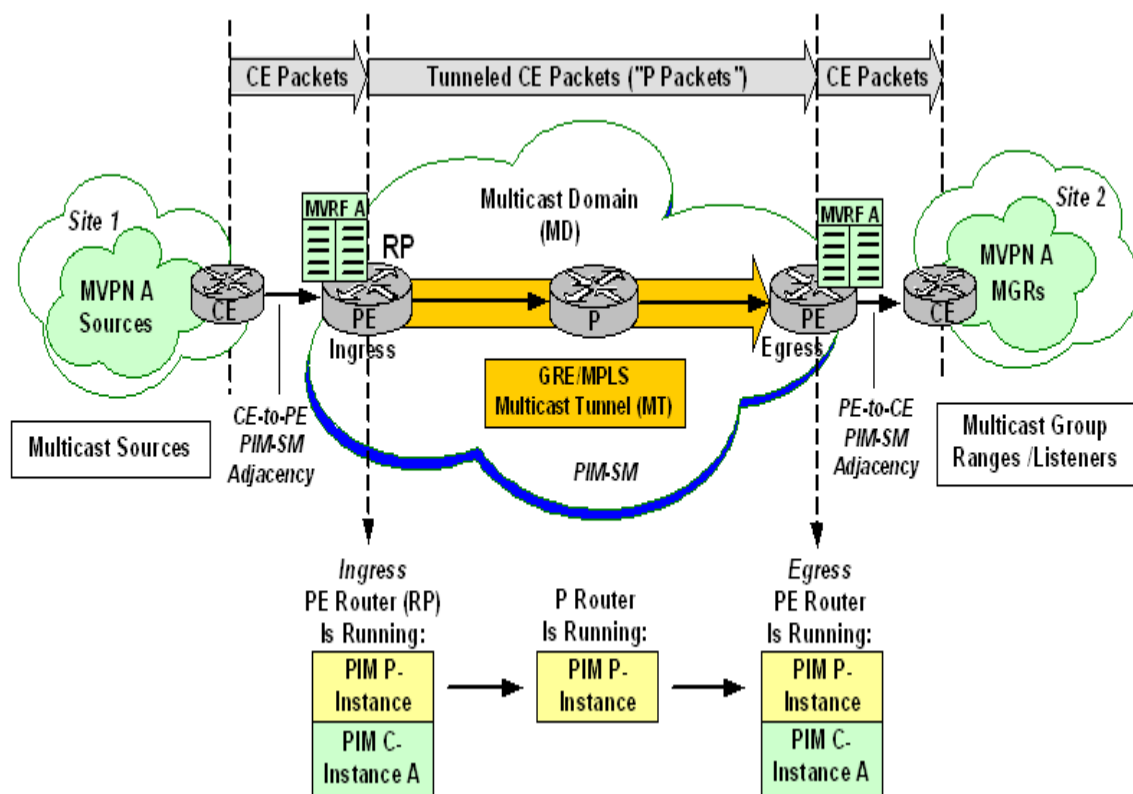 CE Packets
Tunneled CE Packets ("P Packets")
CE Packets
Multicast Domain
(MD)
Site 1
MVPN A
Sources
CE
MVRF A
RP
PE
Ingress
P
MVRF A
PE
Egress
CE
Site 2
MVPN A
MGRs
GRE/MPLS
Multicast Tunnel (MT)
Multicast Sources
CE-to-PE
PIM-SM
Adjacency
PIM-SM
PE-to-CE
PIM-SM
Adjacency
Multicast Group
Ranges /Listeners
Ingress
PE Router (RP)
Is Running:
PIM P-
Instance
PIM C-
Instance A
P Router
Is Running:
PIM P-
Instance
Egress
PE Router
Is Running:
PIM P-
Instance
PIM C-
Instance A